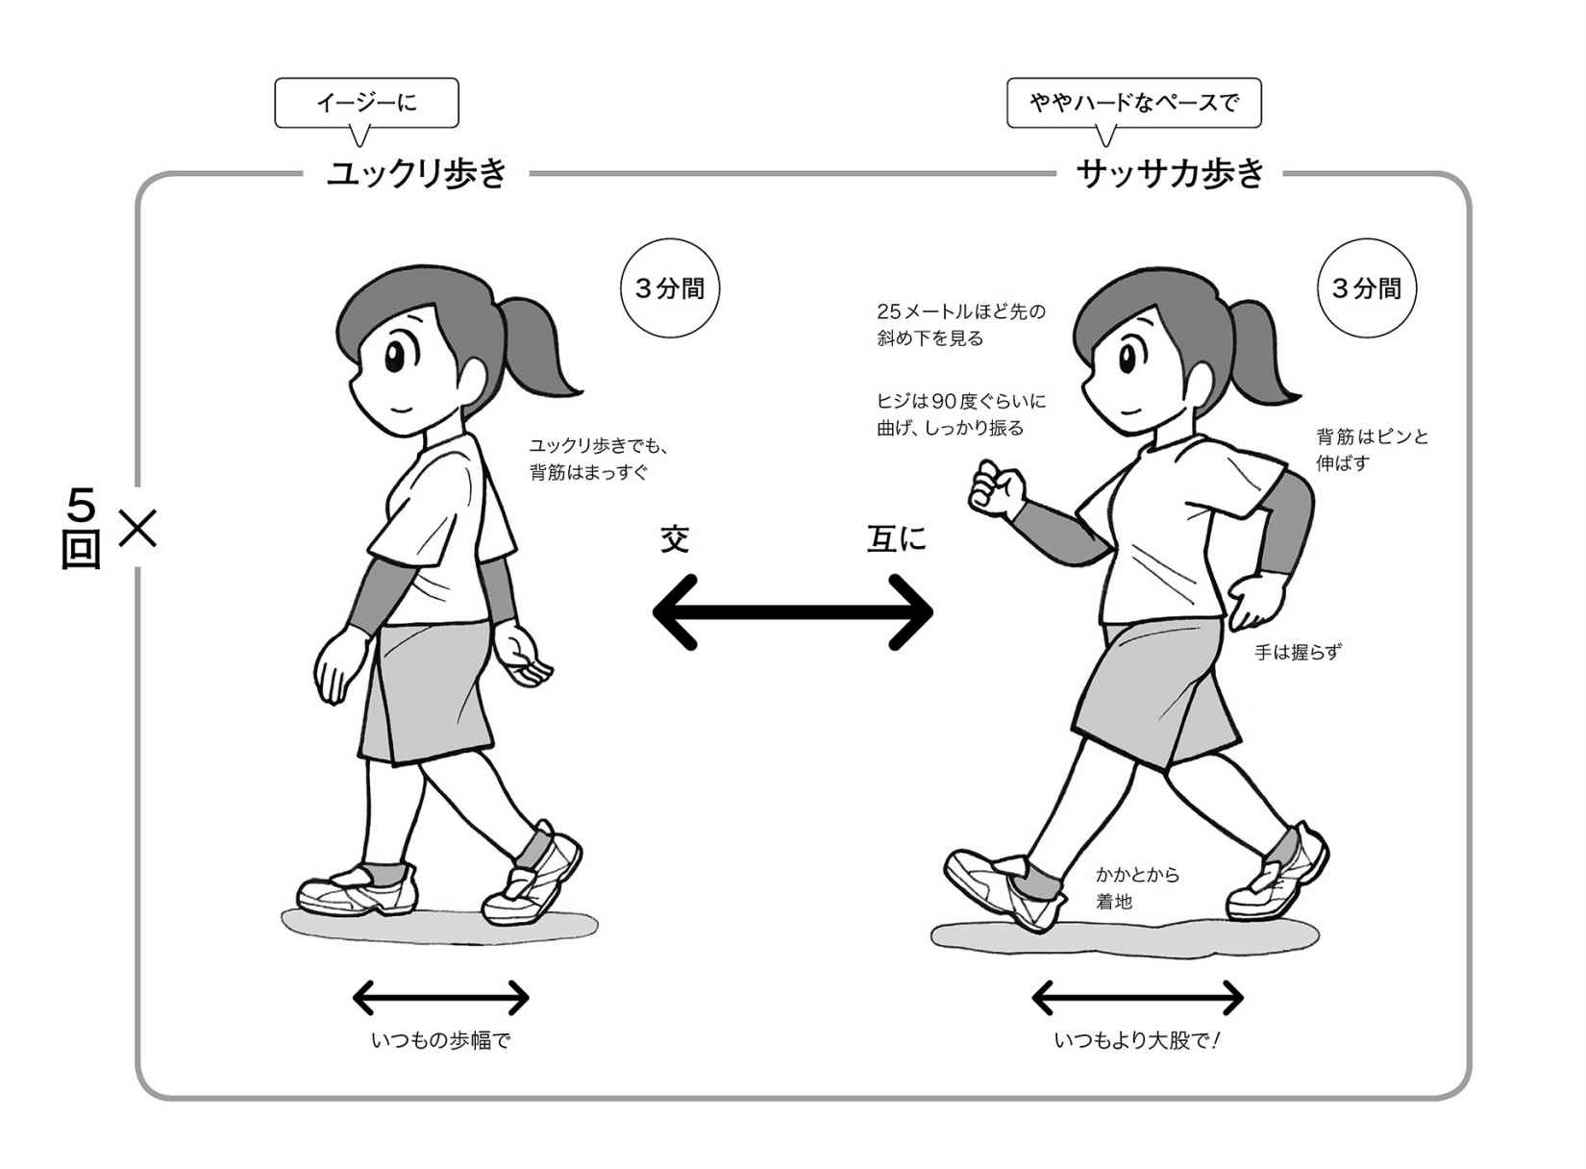 イージーに
ユックリ歩き
3分間
ユックリ歩きでも、
背筋はまっすぐ
いつもの歩幅で
5
回
×
交
互に
ややハードなペースで
サッサカ歩き
3分間
25メートルほど先の
斜め下を見る
ヒジは90度ぐらいに
曲げ、しっかり振る
背筋はピンと
伸ばす
手は握らず
かかとから
着地
いつもより大股で!